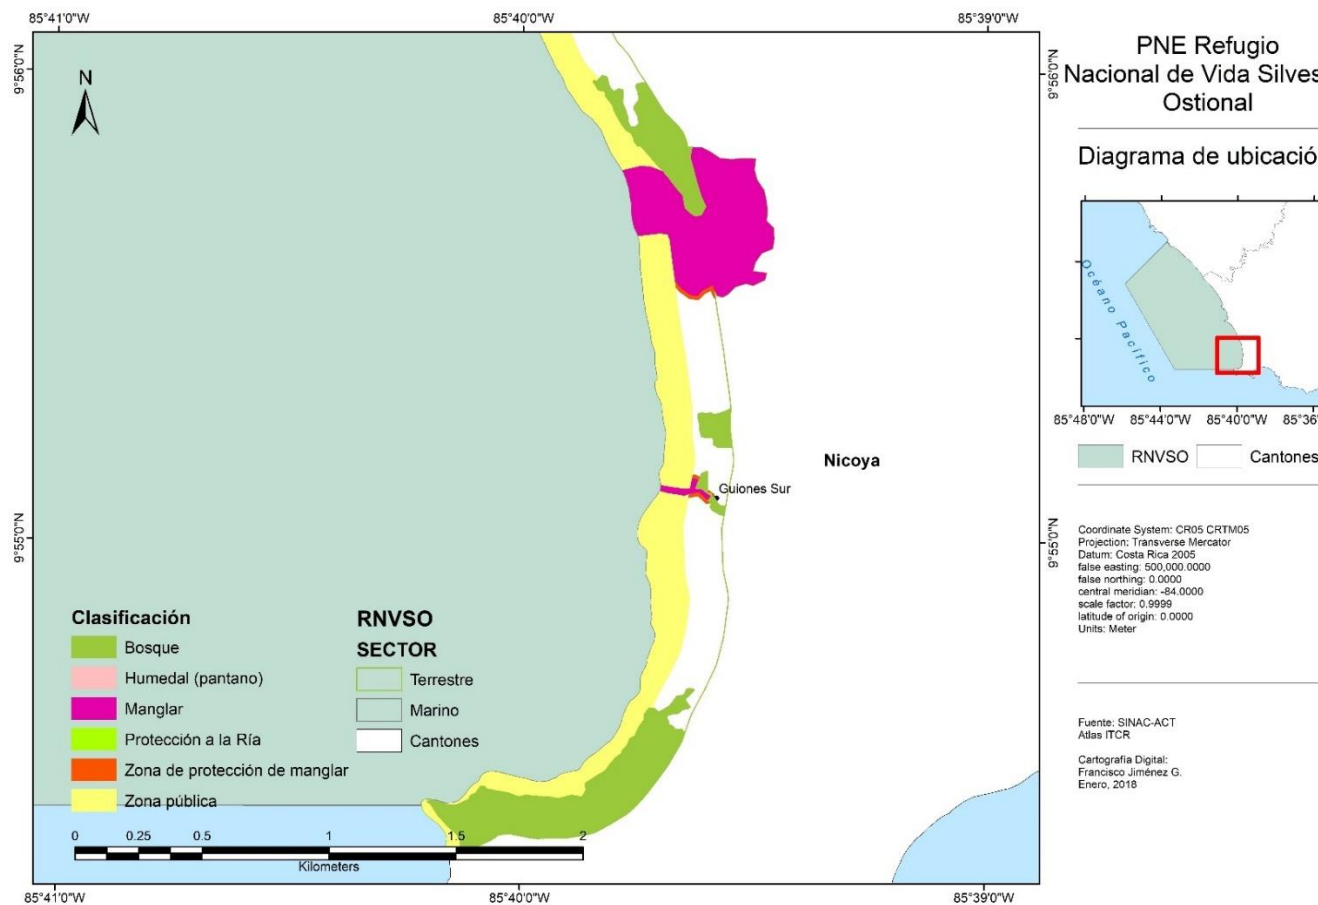 85°41'0"W
85°40'0"W
85°39'0"W
9°56'0"N
9°56'0"N
N
PNE Refugio
Nacional de Vida Silves
Ostional
Diagrama de ubicació
Océano Pacífico
85°48'0"W
85°44'0"W
85°40'0"W
85°36'
RNVSO
Cantones
Nicoya
Guiones Sur
9°55'0"N
9°55'0"N
Coordinate System: CR05 CRTM05
Projection: Transverse Mercator
Datum: Costa Rica 2005
false easting: 500,000.0000
false northing: 0.0000
central meridian: -84.0000
scale factor: 0.9999
latitude of origin: 0.0000
Units: Meter
Clasificación
Bosque
Humedal (pantano)
Manglar
Protección a la Ría
Zona de protección de manglar
Zona pública
RNVSO
SECTOR
Terrestre
Marino
Cantones
Fuente: SINAC-ACT
Atlas ITCR
Cartografía Digital:
Francisco Jiménez G.
Enero, 2018
0 0.25 0.5 1 1.5 2
Kilometers
85°41'0"W
85°40'0"W
85°39'0"W